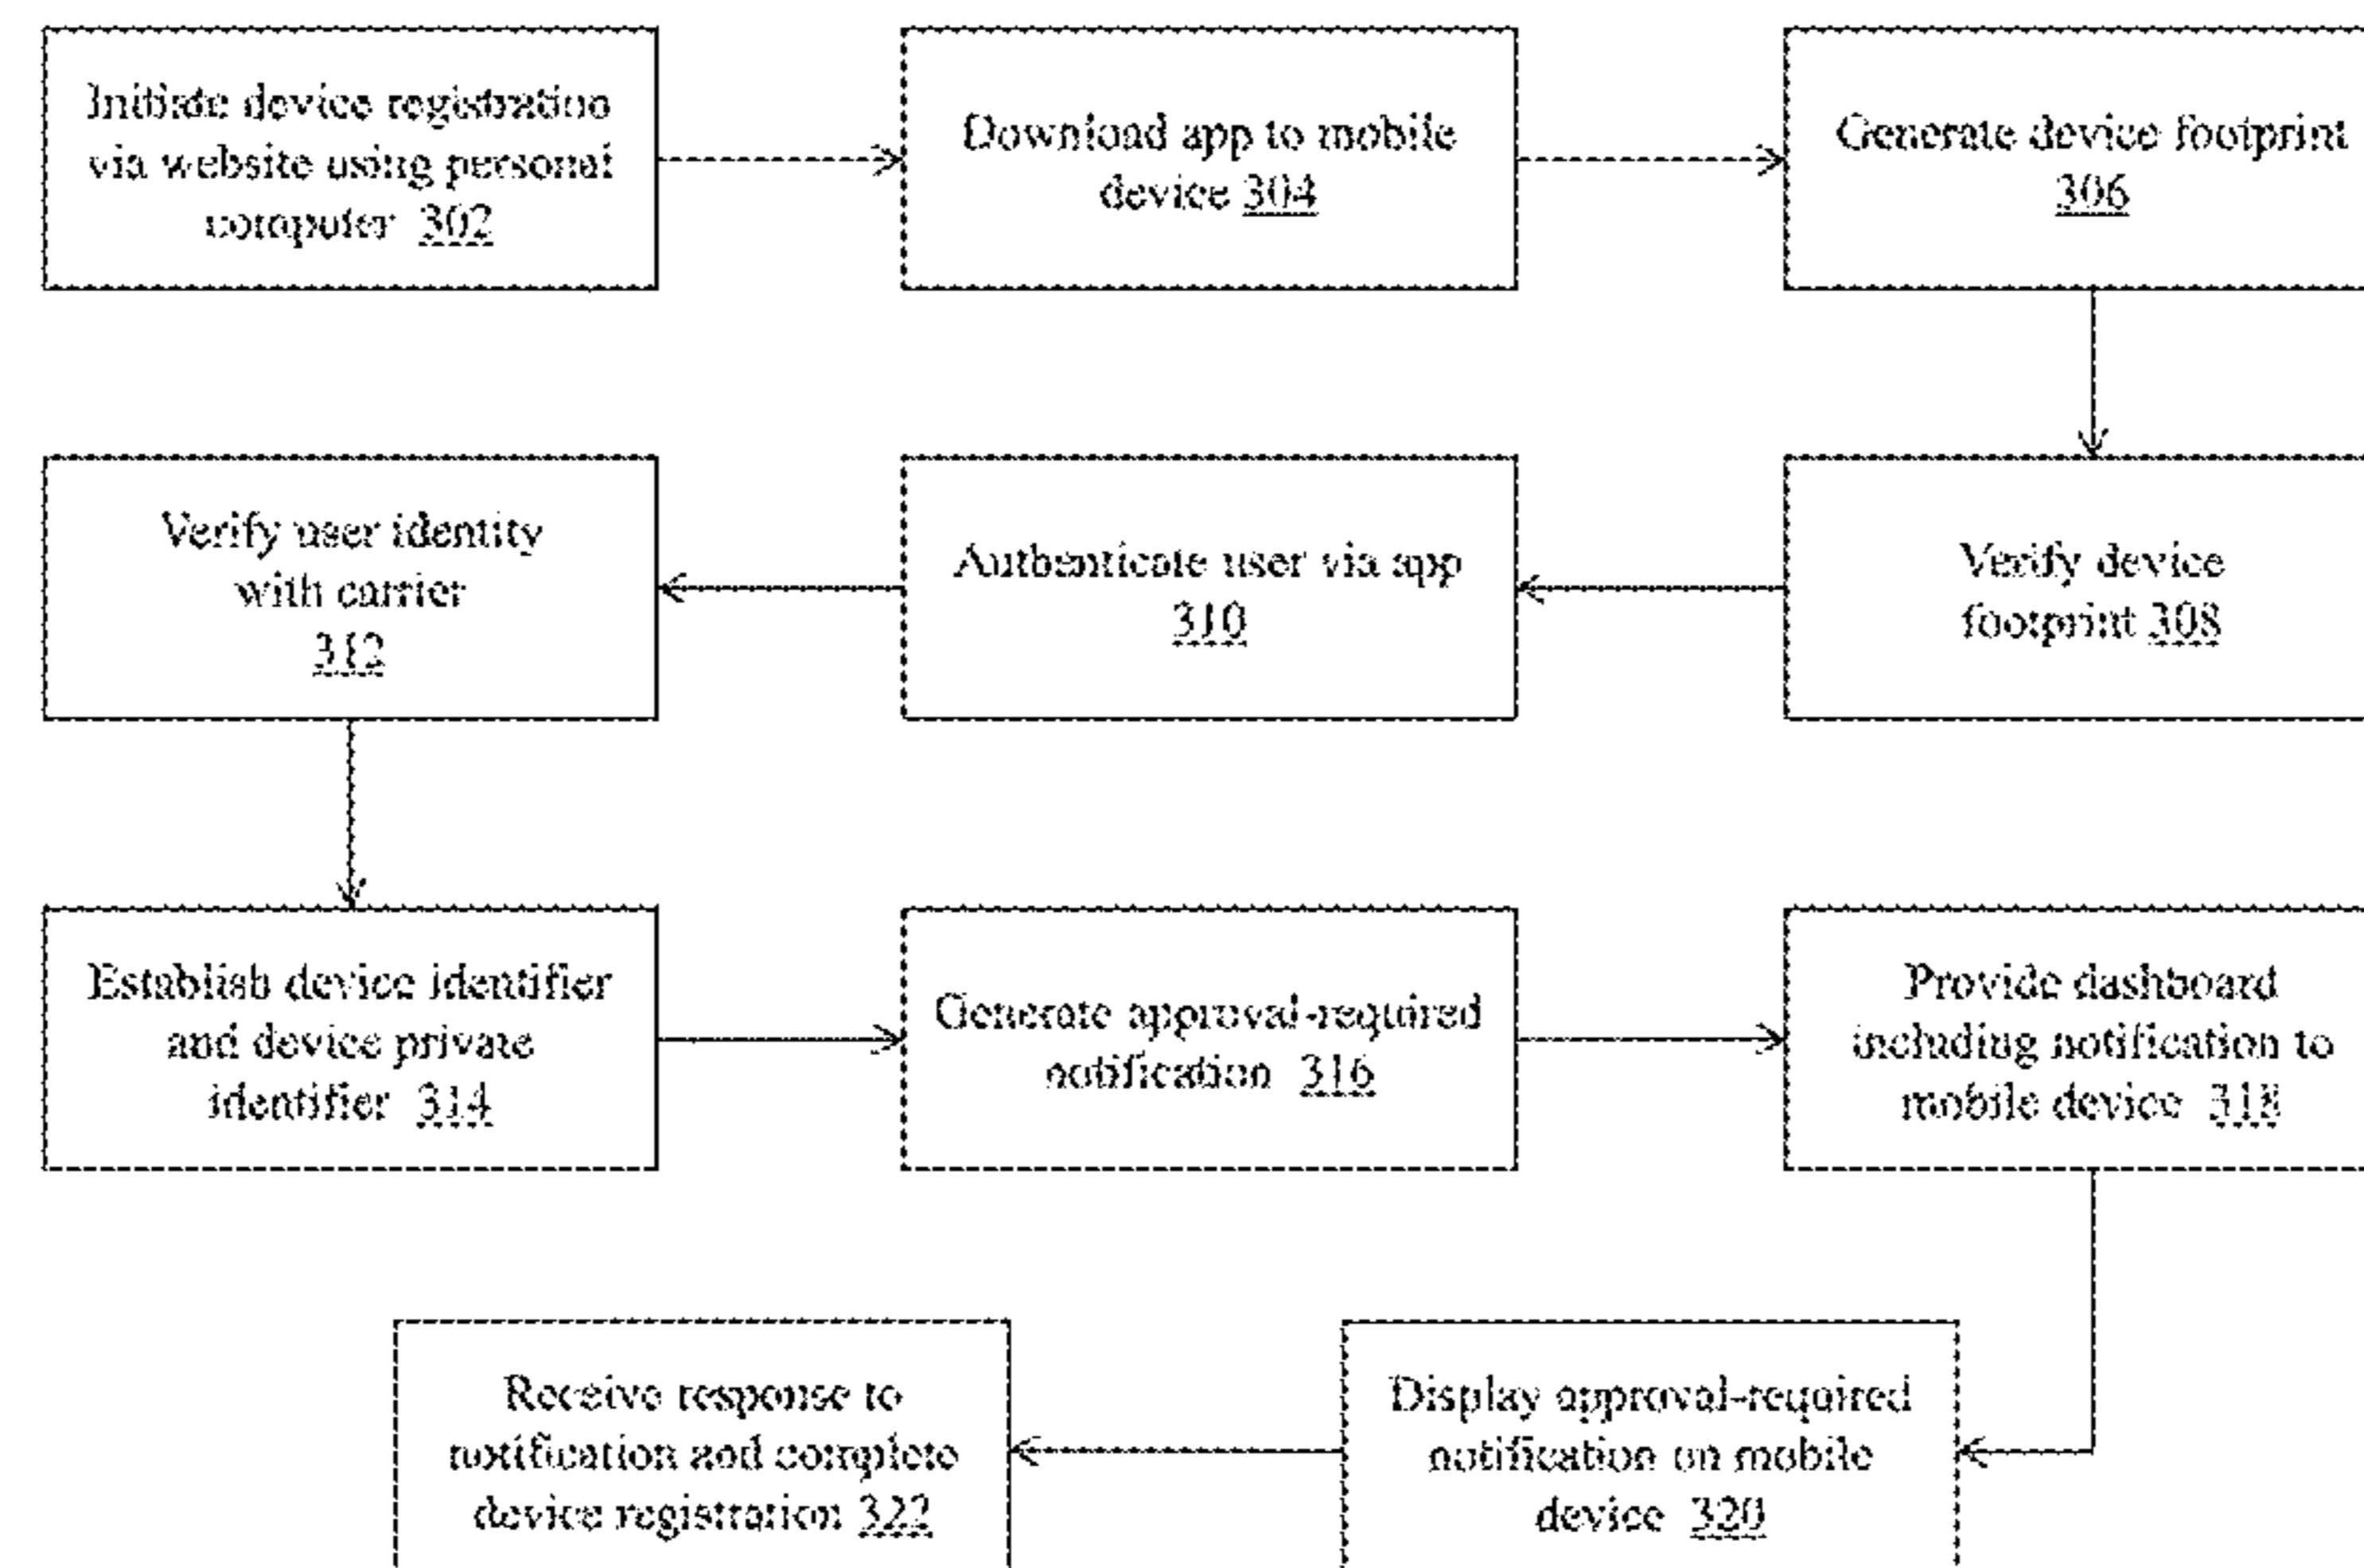 Initiate device registration
via website using personal
computer 302
Download app to mobile
device 304
Generate device footprint
306
Verify device
footprint 308
Authenticate user via app
310
Verify user identity
with carrier
312
Establish device identifier
and device private
identifier 314
Generate approval-required
notification 316
Provide dashboard
including notification to
mobile device 318
Display approval-required
notification on mobile
device 320
Receive response to
notification and complete
device registration 322